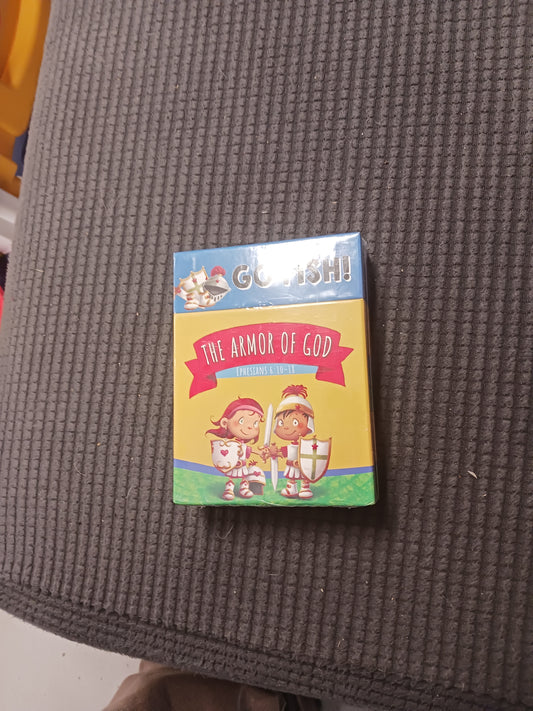 GO FISH!
THE ARMOR OF GOD
EPHESIANS 6:10-18